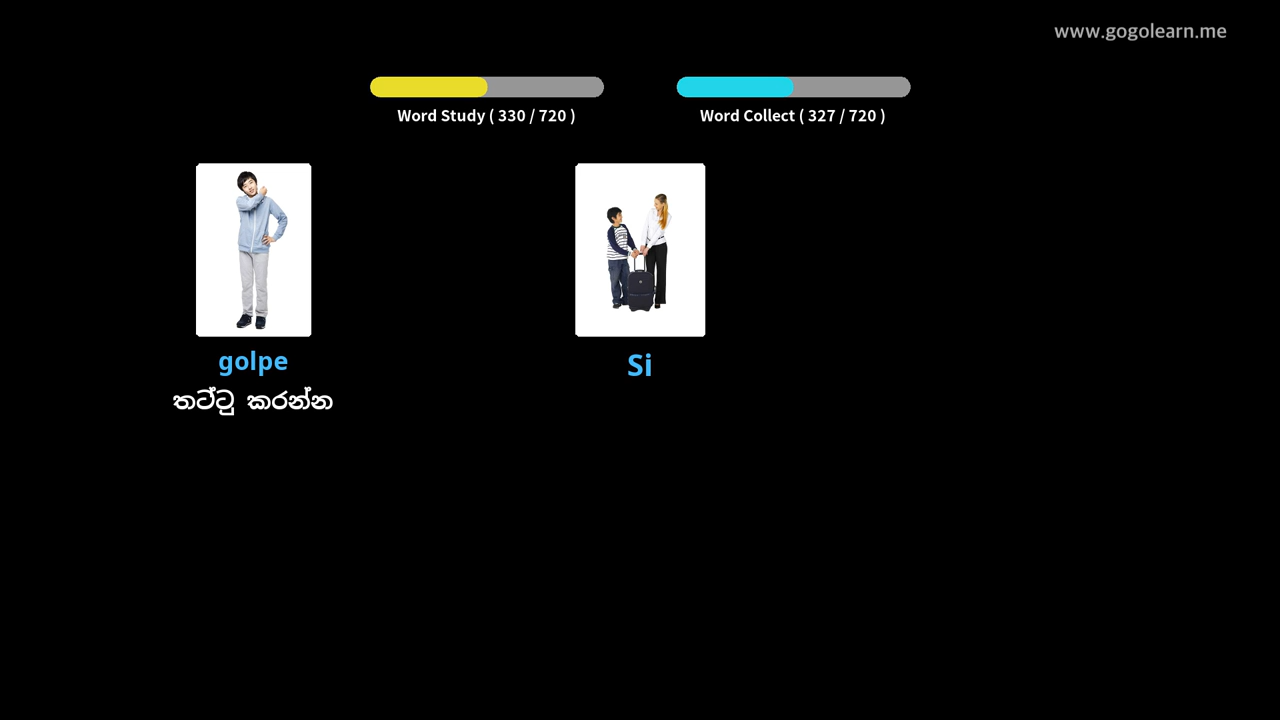 www.gogolearn.me
Word Study ( 330 / 720 )
Word Collect ( 327 / 720 )
golpe
තට්ටු කරන්න
Si